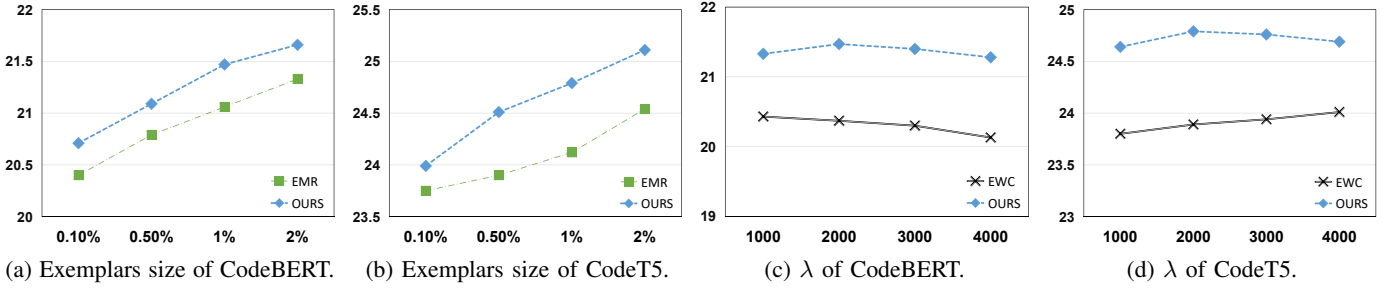 22
21.5
21
20.5
20
0.10% 0.50% 1% 2%
EMR
OURS
(a) Exemplars size of CodeBERT.
25.5
25
24.5
24
23.5
0.10% 0.50% 1% 2%
EMR
OURS
(b) Exemplars size of CodeT5.
22
21
20
19
1000 2000 3000 4000
EWC
OURS
(c) λ of CodeBERT.
25
24.5
24
23.5
23
1000 2000 3000 4000
EWC
OURS
(d) λ of CodeT5.